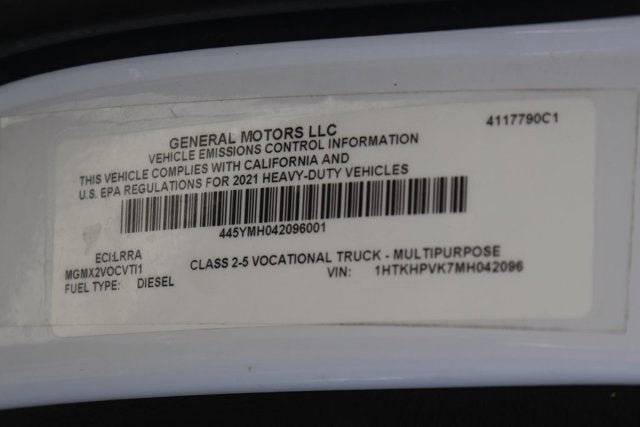 GENERAL MOTORS LLC
4117790C1
VEHICLE EMISSIONS CONTROL INFORMATION
THIS VEHICLE COMPLIES WITH CALIFORNIA AND
U.S. EPA REGULATIONS FOR 2021 HEAVY-DUTY VEHICLES
445YMH042096001
ECI:LRRA
MGMX2VOCVTI1
CLASS 2-5 VOCATIONAL TRUCK - MULTIPURPOSE
FUEL TYPE: DIESEL
VIN: 1HTKHPVK7MH042096